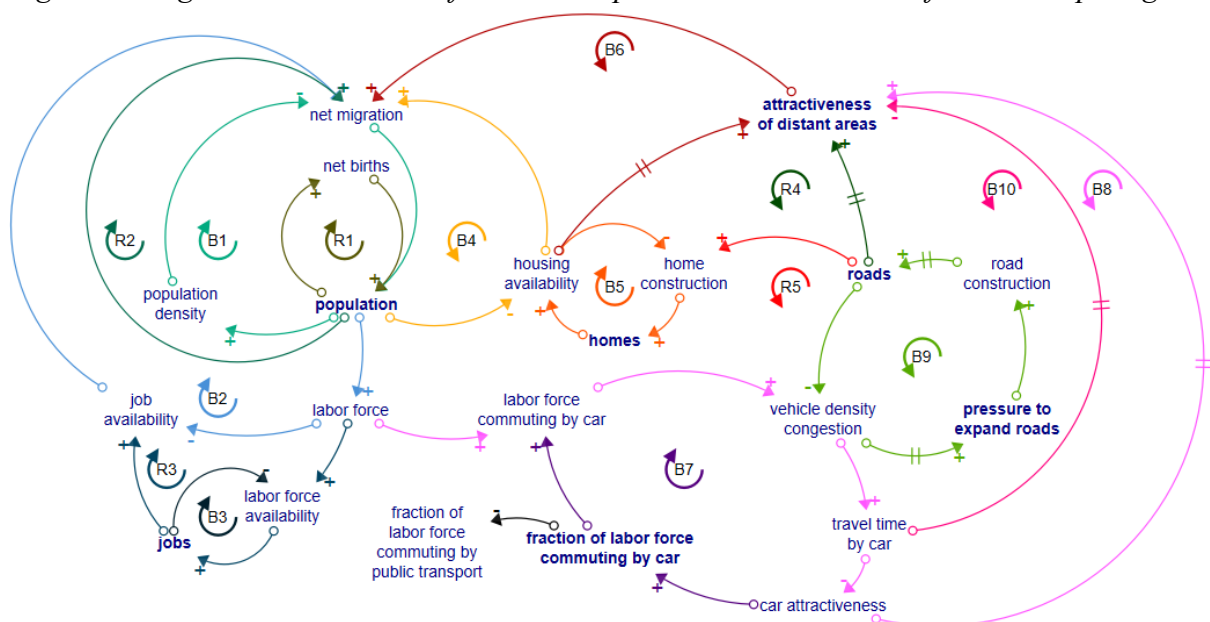 B6
attractiveness
of distant areas
net migration
net births
R4
B10
B8
R2
B1
R1
B4
housing
availability
B5
home
construction
R5
roads
road
construction
population
density
population
homes
B9
job
availability
B2
labor force
labor force
commuting by car
vehicle density
congestion
pressure to
expand roads
R3
B3
labor force
availability
B7
jobs
fraction of
labor force
commuting by
public transport
fraction of labor force
commuting by car
travel time
by car
car attractiveness